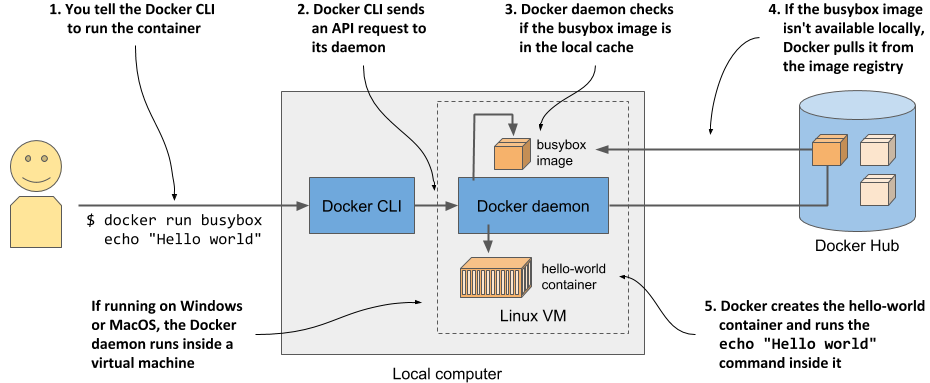 1. You tell the Docker CLI
to run the container
2. Docker CLI sends
an API request to
its daemon
3. Docker daemon checks
if the busybox image is
in the local cache
4. If the busybox image
isn't available locally,
Docker pulls it from
the image registry
busybox
image
$ docker run busybox
echo "Hello world"
Docker CLI
Docker daemon
Docker Hub
hello-world
container
Linux VM
If running on Windows
or MacOS, the Docker
daemon runs inside a
virtual machine
5. Docker creates the hello-world
container and runs the
echo "Hello world"
command inside it
Local computer